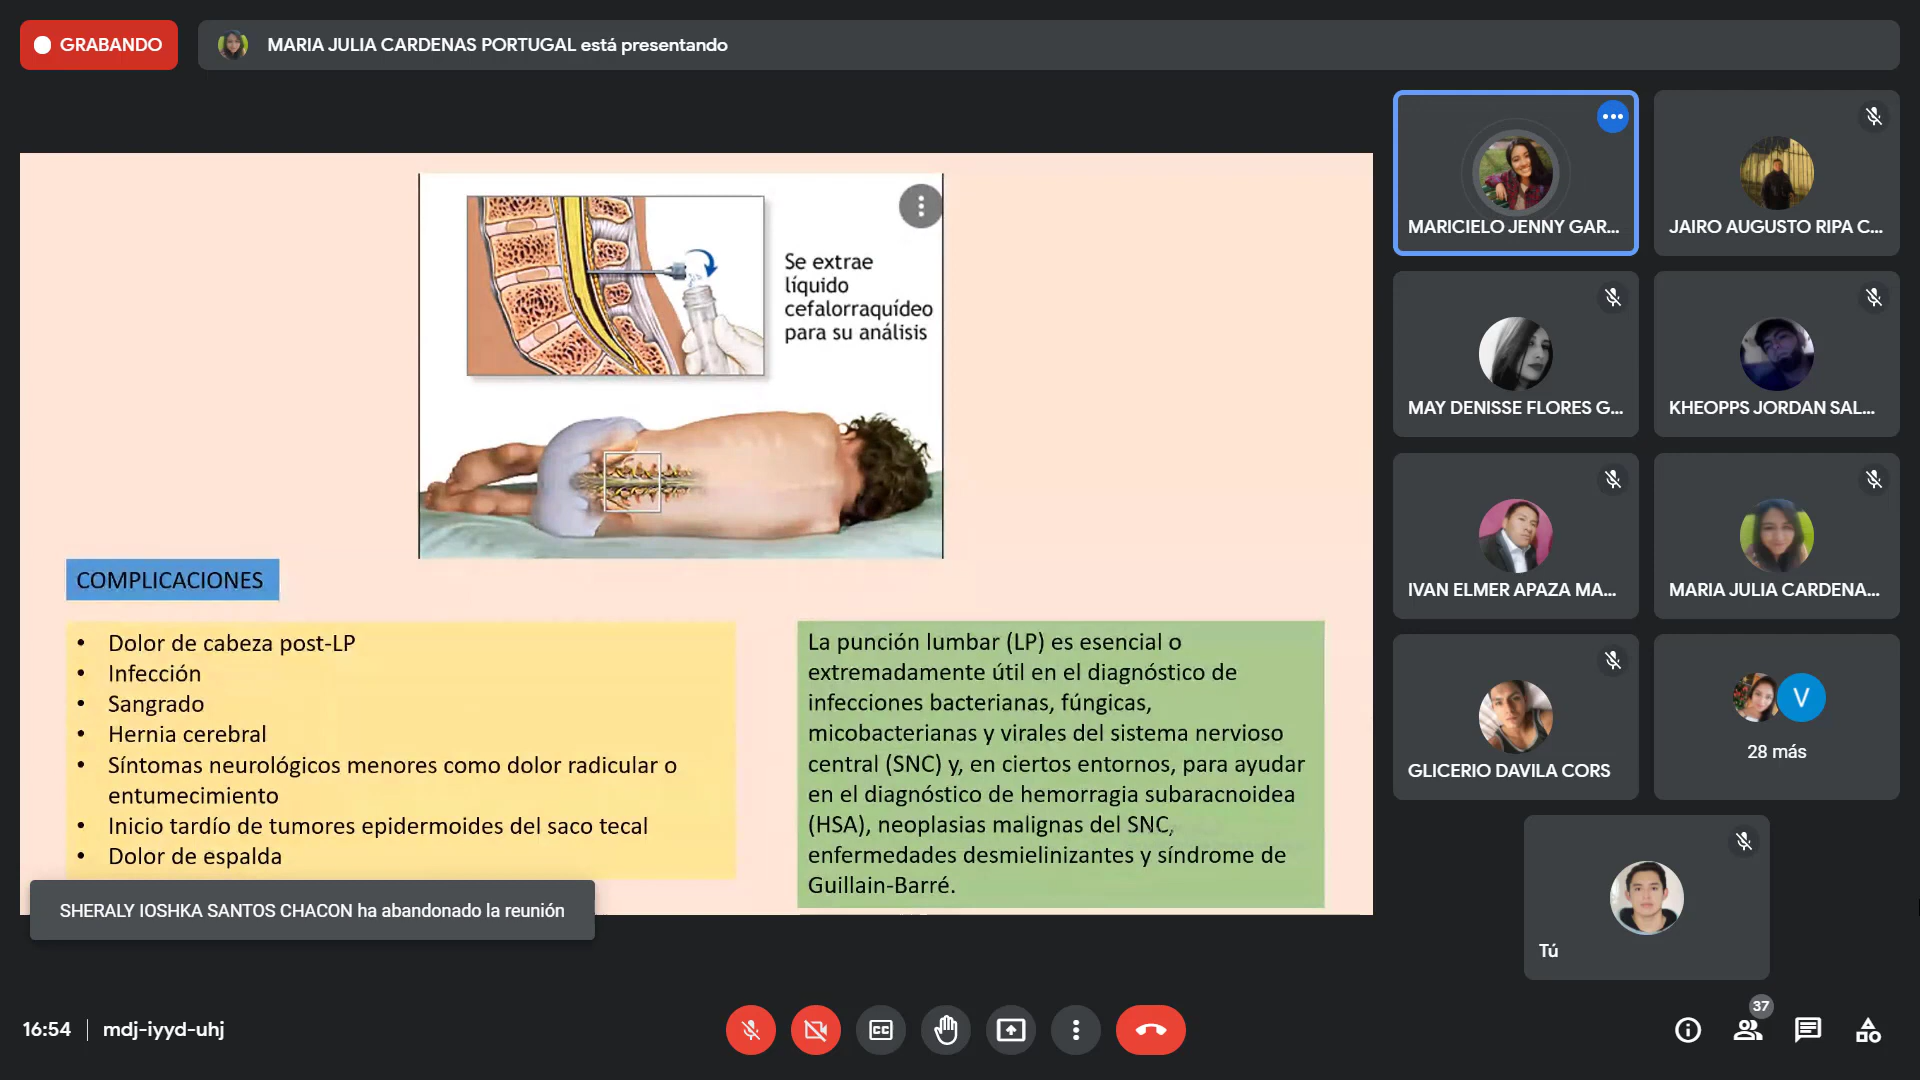 GRABANDO
MARIA JULIA CARDENAS PORTUGAL está presentando
Se extrae
líquido
cefalorraquídeo
para su análisis
COMPLICACIONES
• Dolor de cabeza post-LP
• Infección
• Sangrado
• Hernia cerebral
• Síntomas neurológicos menores como dolor radicular o
entumecimiento
• Inicio tardío de tumores epidermoides del saco tecal
• Dolor de espalda
La punción lumbar (LP) es esencial o
extremadamente útil en el diagnóstico de
infecciones bacterianas, fúngicas,
micobacterianas y virales del sistema nervioso
central (SNC) y, en ciertos entornos, para ayudar
en el diagnóstico de hemorragia subaracnoidea
(HSA), neoplasias malignas del SNC,
enfermedades desmielinizantes y síndrome de
Guillain-Barré.
SHERALY IOSHKA SANTOS CHACON ha abandonado la reunión
MARICIELO JENNY GAR...
JAIRO AUGUSTO RIPA C...
MAY DENISSE FLORES G...
KHEOPPS JORDAN SAL...
IVAN ELMER APAZA MA...
MARIA JULIA CARDENA...
GLICERIO DAVILA CORS
V
28 más
Tú
16:54
mdj-iyyd-uhj
CC
37